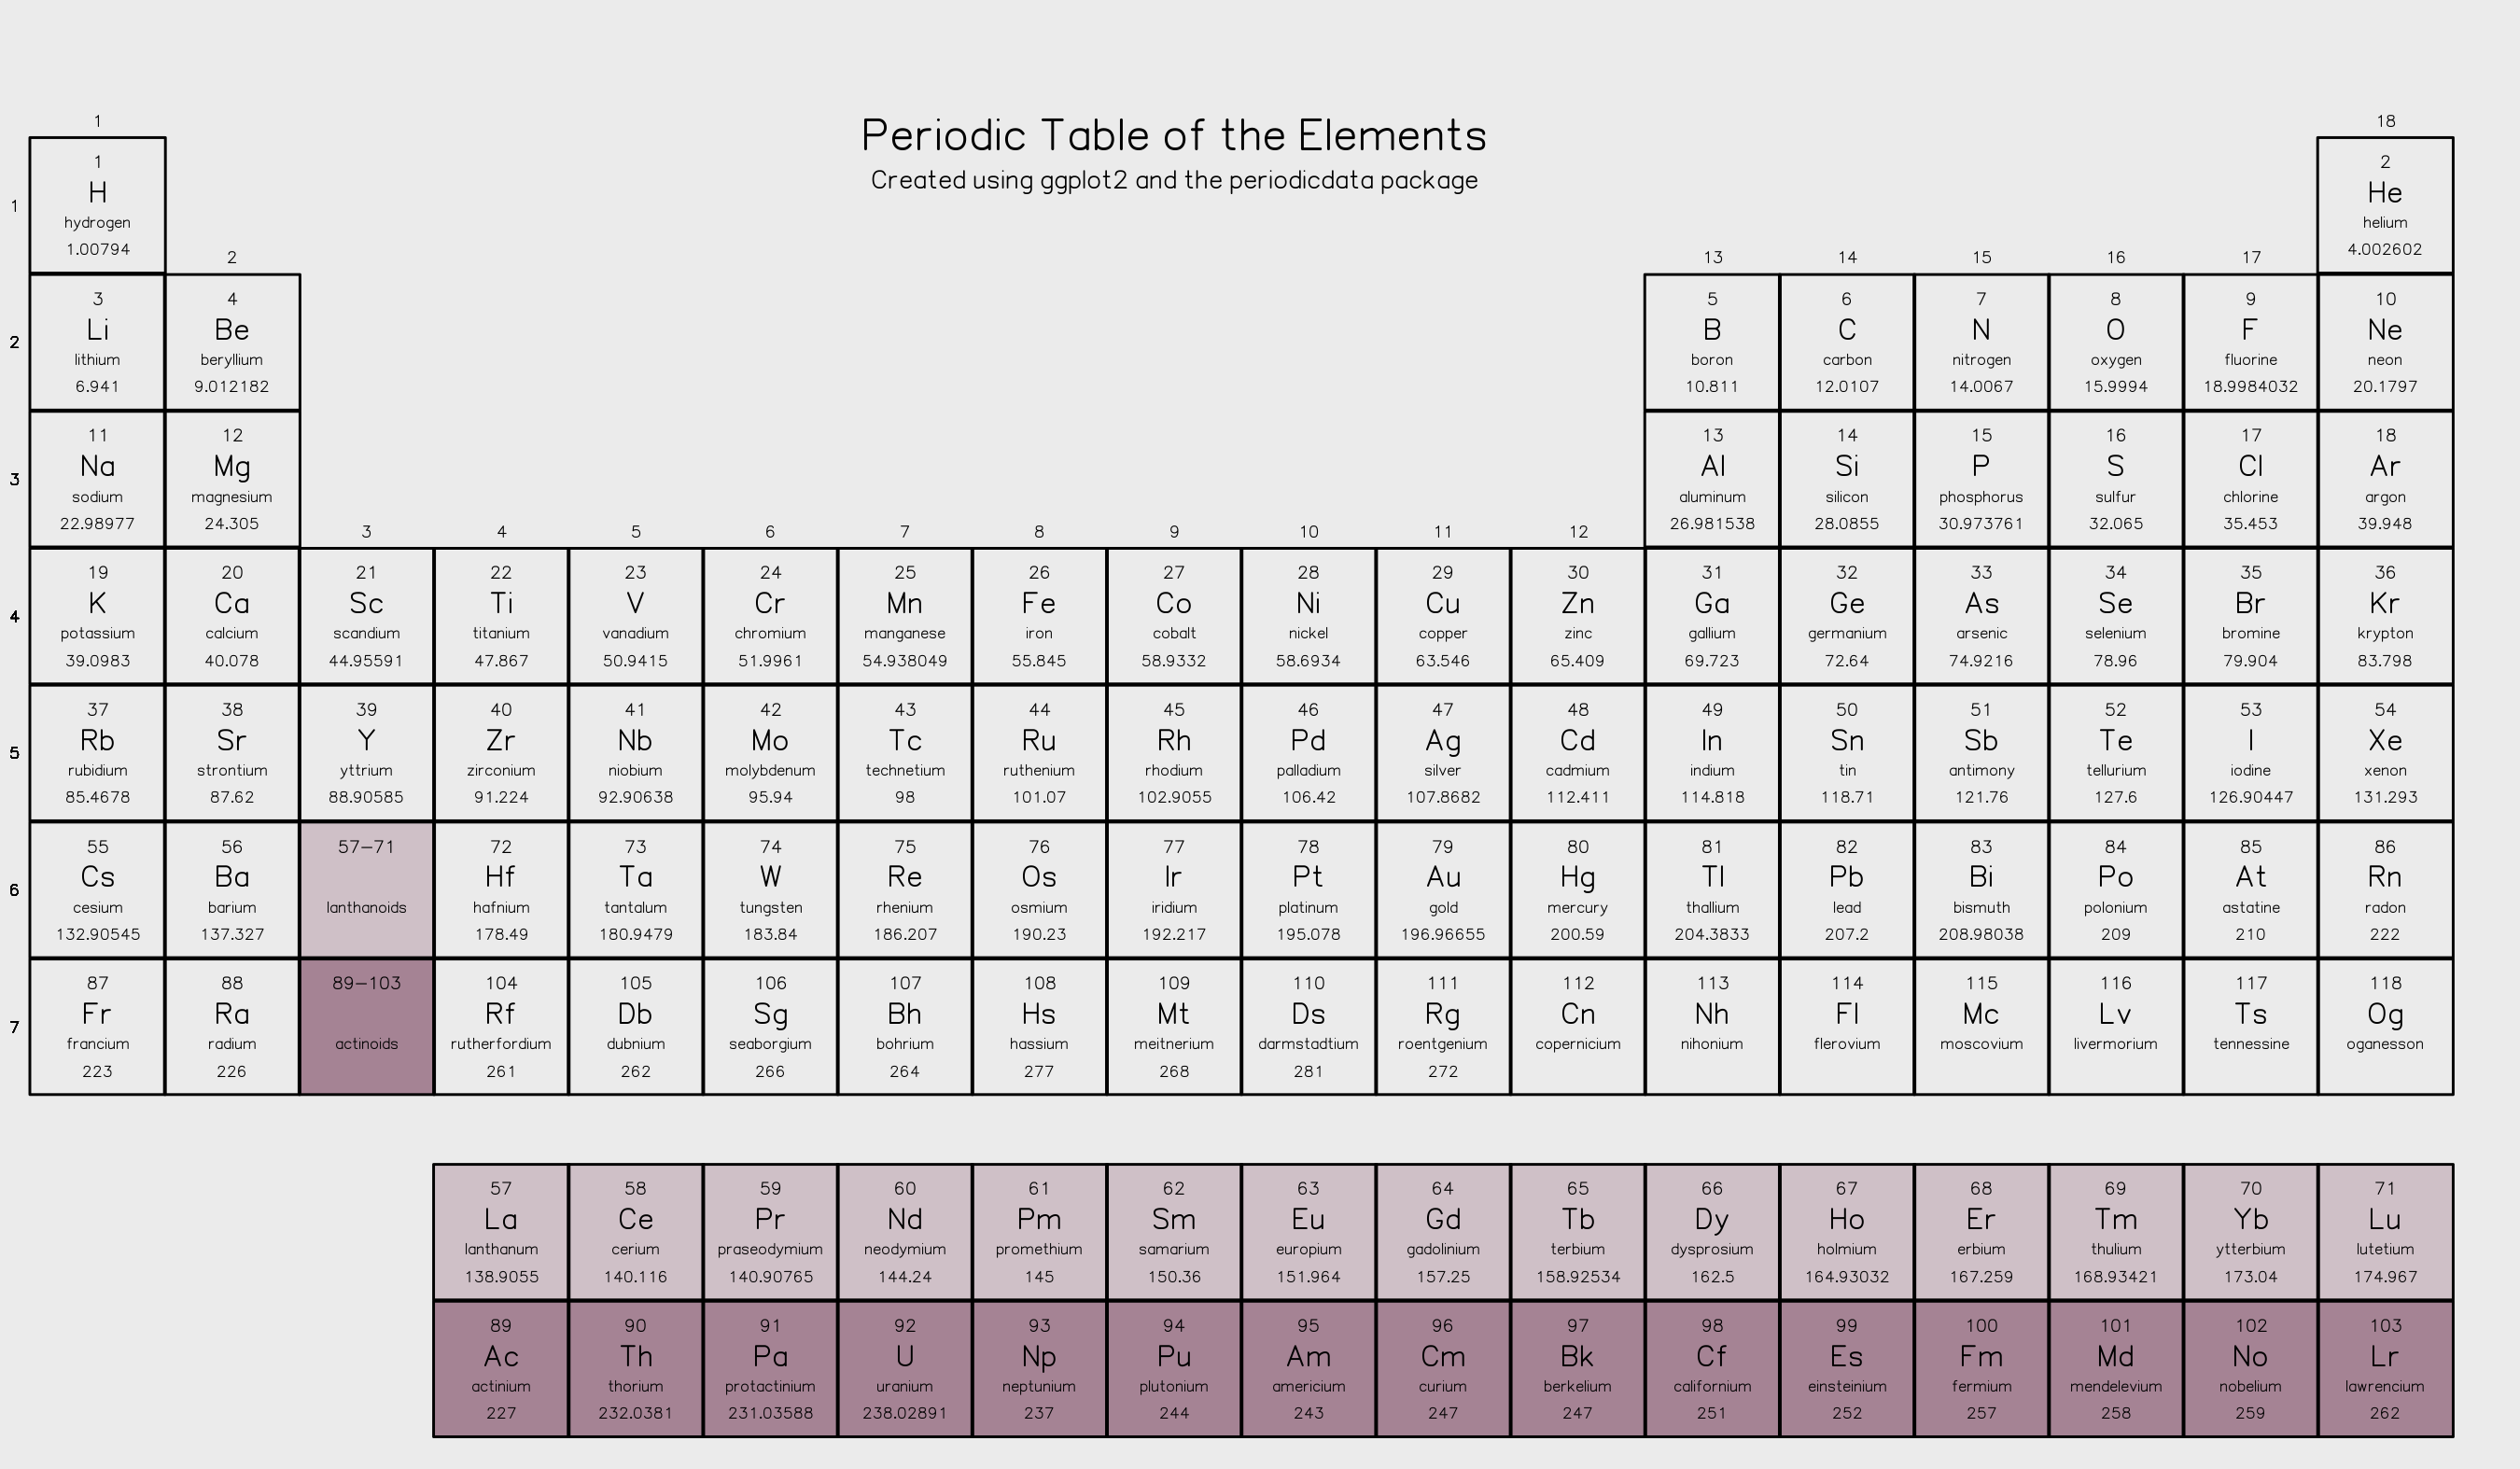 Periodic Table of the Elements
Created using ggplot2 and the periodicdata package
1 18
1 2
H He
1
hydrogen helium
1.00794 4.002602
2 13 14 15 16 17
3 4 5 6 7 8 9 10
Li Be B C N O F Ne
2
lithium beryllium boron carbon nitrogen oxygen fluorine neon
6.941 9.012182 10.811 12.0107 14.0067 15.9994 18.9984032 20.1797
11 12 13 14 15 16 17 18
Na Mg Al Si P S Cl Ar
3
sodium magnesium aluminum silicon phosphorus sulfur chlorine argon
22.98977 24.305 26.981538 28.0855 30.973761 32.065 35.453 39.948
3 4 5 6 7 8 9 10 11 12
19 20 21 22 23 24 25 26 27 28 29 30 31 32 33 34 35 36
K Ca Sc Ti V Cr Mn Fe Co Ni Cu Zn Ga Ge As Se Br Kr
4
potassium calcium scandium titanium vanadium chromium manganese iron cobalt nickel copper zinc gallium germanium arsenic selenium bromine krypton
39.0983 40.078 44.95591 47.867 50.9415 51.9961 54.938049 55.845 58.9332 58.6934 63.546 65.409 69.723 72.64 74.9216 78.96 79.904 83.798
37 38 39 40 41 42 43 44 45 46 47 48 49 50 51 52 53 54
Rb Sr Y Zr Nb Mo Tc Ru Rh Pd Ag Cd In Sn Sb Te I Xe
5
rubidium strontium yttrium zirconium niobium molybdenum technetium ruthenium rhodium palladium silver cadmium indium tin antimony tellurium iodine xenon
85.4678 87.62 88.90585 91.224 92.90638 95.94 98 101.07 102.9055 106.42 107.8682 112.411 114.818 118.71 121.76 127.6 126.90447 131.293
55 56 57-71 72 73 74 75 76 77 78 79 80 81 82 83 84 85 86
Cs Ba Hf Ta W Re Os Ir Pt Au Hg Tl Pb Bi Po At Rn
6
cesium barium lanthanoids hafnium tantalum tungsten rhenium osmium iridium platinum gold mercury thallium lead bismuth polonium astatine radon
132.90545 137.327 178.49 180.9479 183.84 186.207 190.23 192.217 195.078 196.96655 200.59 204.3833 207.2 208.98038 209 210 222
87 88 89-103 104 105 106 107 108 109 110 111 112 113 114 115 116 117 118
Fr Ra Rf Db Sg Bh Hs Mt Ds Rg Cn Nh Fl Mc Lv Ts Og
7
francium radium actinoids rutherfordium dubnium seaborgium bohrium hassium meitnerium darmstadtium roentgenium copernicium nihonium flerovium moscovium livermorium tennessine oganesson
223 226 261 262 266 264 277 268 281 272
57 58 59 60 61 62 63 64 65 66 67 68 69 70 71
La Ce Pr Nd Pm Sm Eu Gd Tb Dy Ho Er Tm Yb Lu
lanthanum cerium praseodymium neodymium promethium samarium europium gadolinium terbium dysprosium holmium erbium thulium ytterbium lutetium
138.9055 140.116 140.90765 144.24 145 150.36 151.964 157.25 158.92534 162.5 164.93032 167.259 168.93421 173.04 174.967
89 90 91 92 93 94 95 96 97 98 99 100 101 102 103
Ac Th Pa U Np Pu Am Cm Bk Cf Es Fm Md No Lr
actinium thorium protactinium uranium neptunium plutonium americium curium berkelium californium einsteinium fermium mendelevium nobelium lawrencium
227 232.0381 231.03588 238.02891 237 244 243 247 247 251 252 257 258 259 262